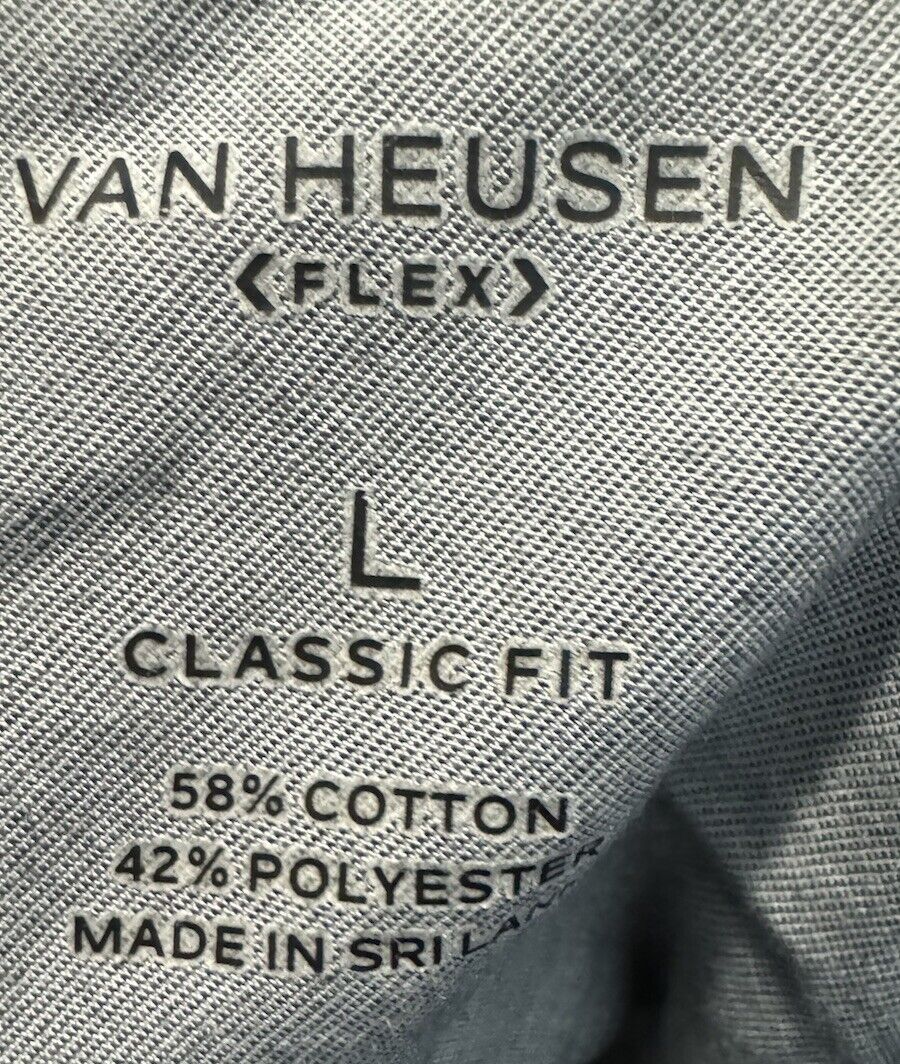 VAN HEUSEN
<FLEX>
L
CLASSIC FIT
58% COTTON
42% POLYESTER
MADE IN SRI